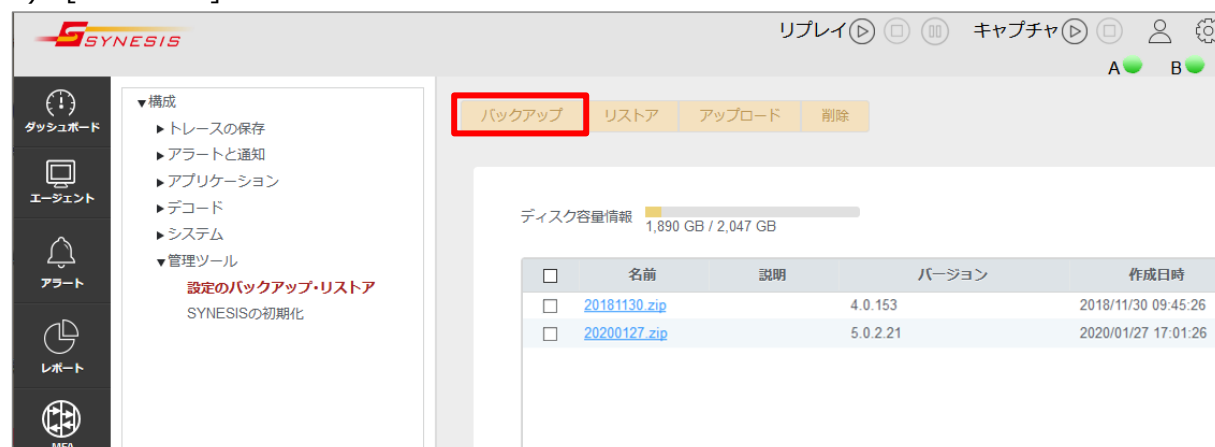 SYNESIS
リプレイ キャプチャ
A B
ダッシュボード
エージェント
アラート
レポート
MFA
▼構成
▶トレースの保存
▶アラートと通知
▶アプリケーション
▶デコード
▶システム
▼管理ツール
設定のバックアップ・リストア
SYNESISの初期化
バックアップ リストア アップロード 削除
ディスク容量情報
1,890 GB / 2,047 GB
名前 説明 バージョン 作成日時
20181130.zip 4.0.153 2018/11/30 09:45:26
20200127.zip 5.0.2.21 2020/01/27 17:01:26